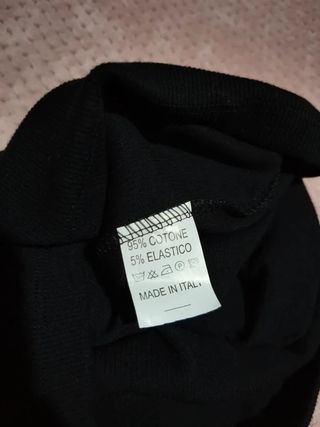 95% COTONE
5% ELASTICO
MADE IN ITALY